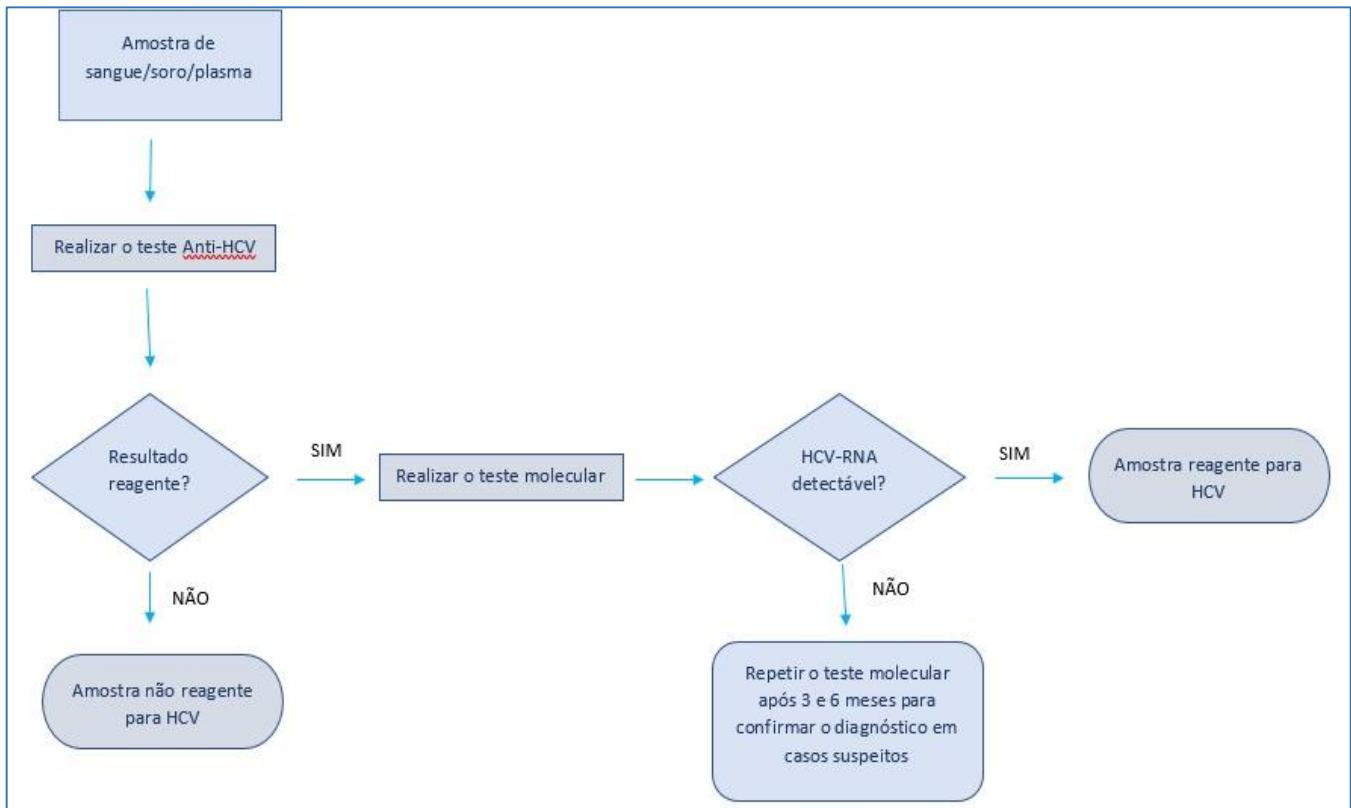 Amostra de
sangue/soro/plasma
Realizar o teste Anti-HCV
Resultado
reagente?
SIM
Realizar o teste molecular
HCV-RNA
detectável?
SIM
Amostra reagente para
HCV
NÃO
Amostra não reagente
para HCV
NÃO
Repetir o teste molecular
após 3 e 6 meses para
confirmar o diagnóstico em
casos suspeitos